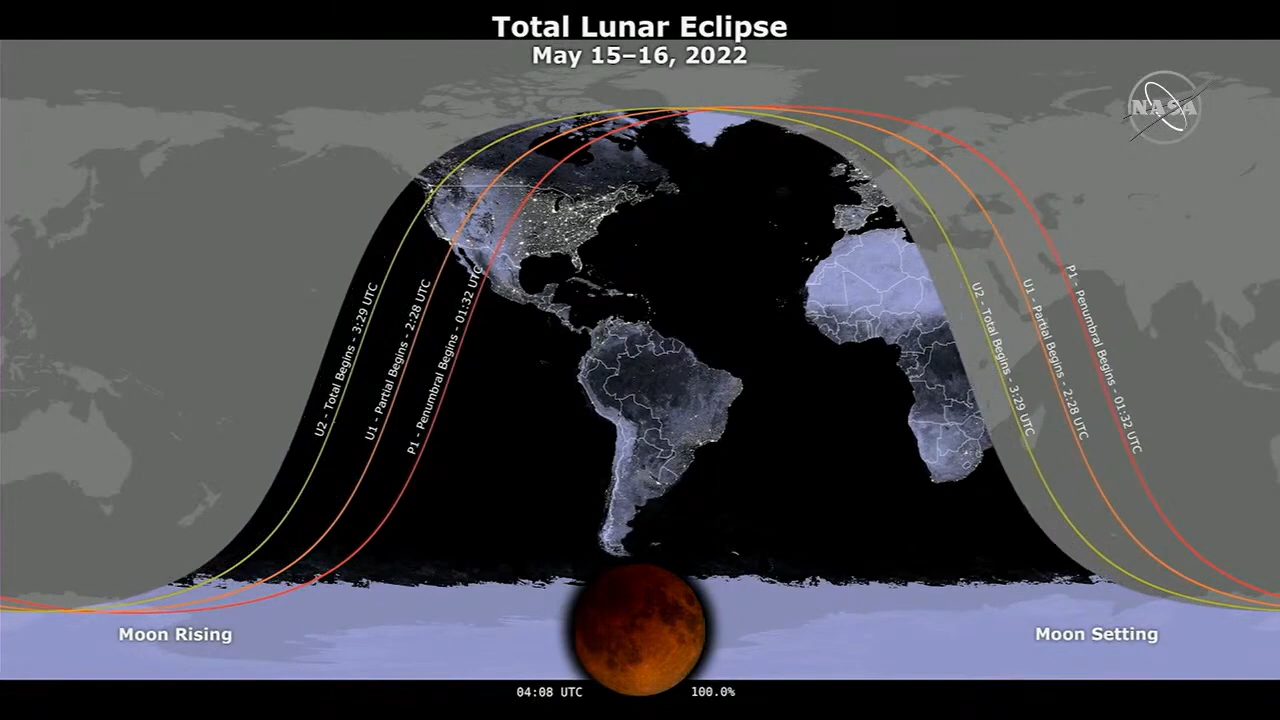 Total Lunar Eclipse
May 15–16, 2022
NASA
U2 - Total Begins - 3:29 UTC
U1 - Partial Begins - 2:28 UTC
P1 - Penumbral Begins - 01:32 UTC
U2 - Total Begins - 3:29 UTC
U1 - Partial Begins - 2:28 UTC
P1 - Penumbral Begins - 01:32 UTC
Moon Rising
Moon Setting
04:08 UTC
100.0%